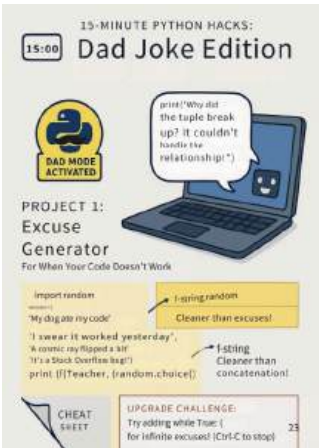 15-MINUTE PYTHON HACKS:
15:00
Dad Joke Edition
DAD MODE
ACTIVATED
print('Why did
the tuple break
up? It couldn't
handle the
relationship!")
PROJECT 1:
Excuse
Generator
For When Your Code Doesn't Work
import random
'My dog ate my code'
'I swear it worked yesterday",
'A cosmic ray flipped a bit'
'It's a Stack Overflow bug!')
print (f(Teacher, (random.choice()
f-string random
Cleaner than excuses!
f-string
Cleaner than
concatenation!
CHEAT
SHEET
UPGRADE CHALLENGE:
Try adding while True: (
for infinite excuses! (Ctrl-C to stop)
23